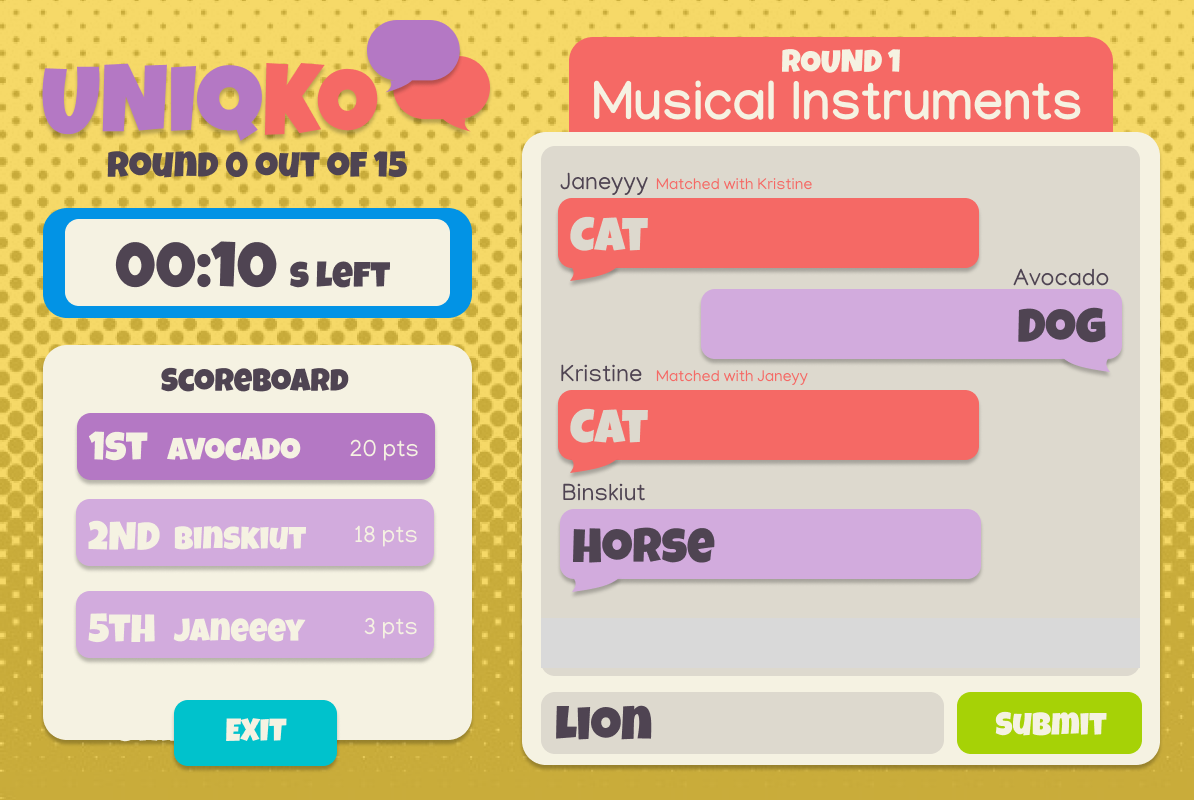 UNIQKO
ROUND 0 OUT OF 15
00:10 S LEFT
SCOREBOARD
1ST AVOCADO 20 pts
2ND BINSKIUT 18 pts
5TH JANEEEY 3 pts
EXIT
ROUND 1
Musical Instruments
Janeyyy Matched with Kristine
CAT
Avocado
DOG
Kristine Matched with Janeyy
CAT
Binskiut
HORSE
LION
SUBMIT